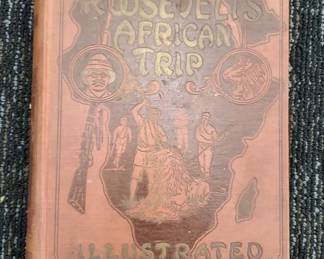 ROOSEVELT'S
AFRICAN
TRIP
ILLUSTRATED